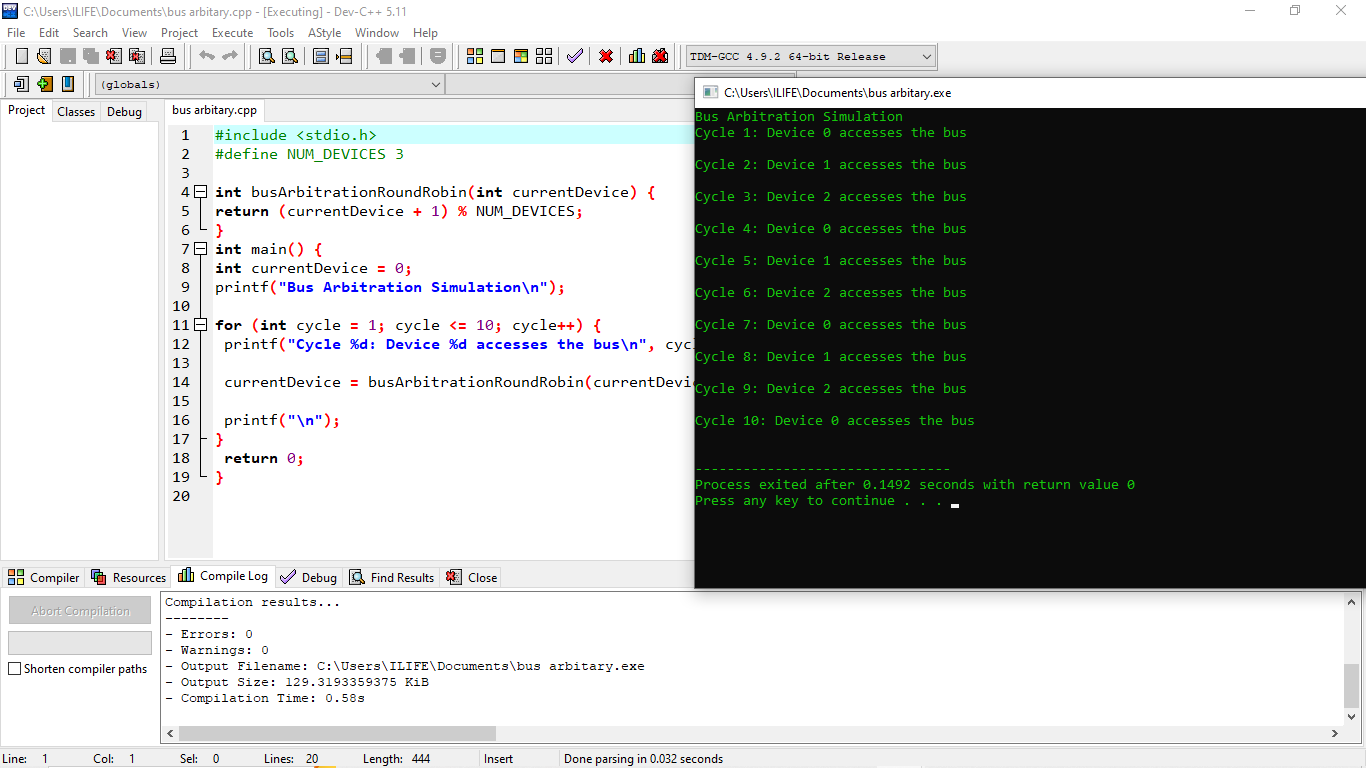 C:\Users\ILIFE\Documents\bus arbitary.cpp - [Executing] - Dev-C++ 5.11
File Edit Search View Project Execute Tools AStyle Window Help
TDM-GCC 4.9.2 64-bit Release
(globals)
Project Classes Debug
bus arbitary.cpp
1 #include <stdio.h>
2 #define NUM_DEVICES 3
3
4 int busArbitrationRoundRobin(int currentDevice) {
5 return (currentDevice + 1) % NUM_DEVICES;
6 }
7 int main() {
8 int currentDevice = 0;
9 printf("Bus Arbitration Simulation\n");
10
11 for (int cycle = 1; cycle <= 10; cycle++) {
12 printf("Cycle %d: Device %d accesses the bus\n", cycl
13
14 currentDevice = busArbitrationRoundRobin(currentDevi
15
16 printf("\n");
17 }
18 return 0;
19 }
20
C:\Users\ILIFE\Documents\bus arbitary.exe
Bus Arbitration Simulation
Cycle 1: Device 0 accesses the bus
Cycle 2: Device 1 accesses the bus
Cycle 3: Device 2 accesses the bus
Cycle 4: Device 0 accesses the bus
Cycle 5: Device 1 accesses the bus
Cycle 6: Device 2 accesses the bus
Cycle 7: Device 0 accesses the bus
Cycle 8: Device 1 accesses the bus
Cycle 9: Device 2 accesses the bus
Cycle 10: Device 0 accesses the bus
--------------------------------
Process exited after 0.1492 seconds with return value 0
Press any key to continue . . .
Compiler Resources Compile Log Debug Find Results Close
Abort Compilation
Shorten compiler paths
Compilation results...
--------
- Errors: 0
- Warnings: 0
- Output Filename: C:\Users\ILIFE\Documents\bus arbitary.exe
- Output Size: 129.3193359375 KiB
- Compilation Time: 0.58s
Line: 1 Col: 1 Sel: 0 Lines: 20 Length: 444 Insert Done parsing in 0.032 seconds